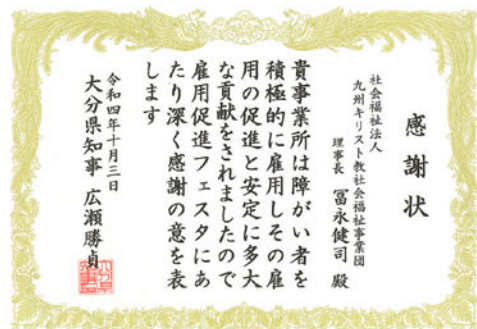 感謝状
社会福祉法人
九州キリスト教社会福祉事業団
理事長 冨永健司 殿
貴事業所は障がい者を
積極的に雇用しその雇
用の促進と安定に多大
な貢献をされましたので
雇用促進フェスタにあ
たり深く感謝の意を表
します
令和四年十月三日
大分県知事 広瀬勝貞